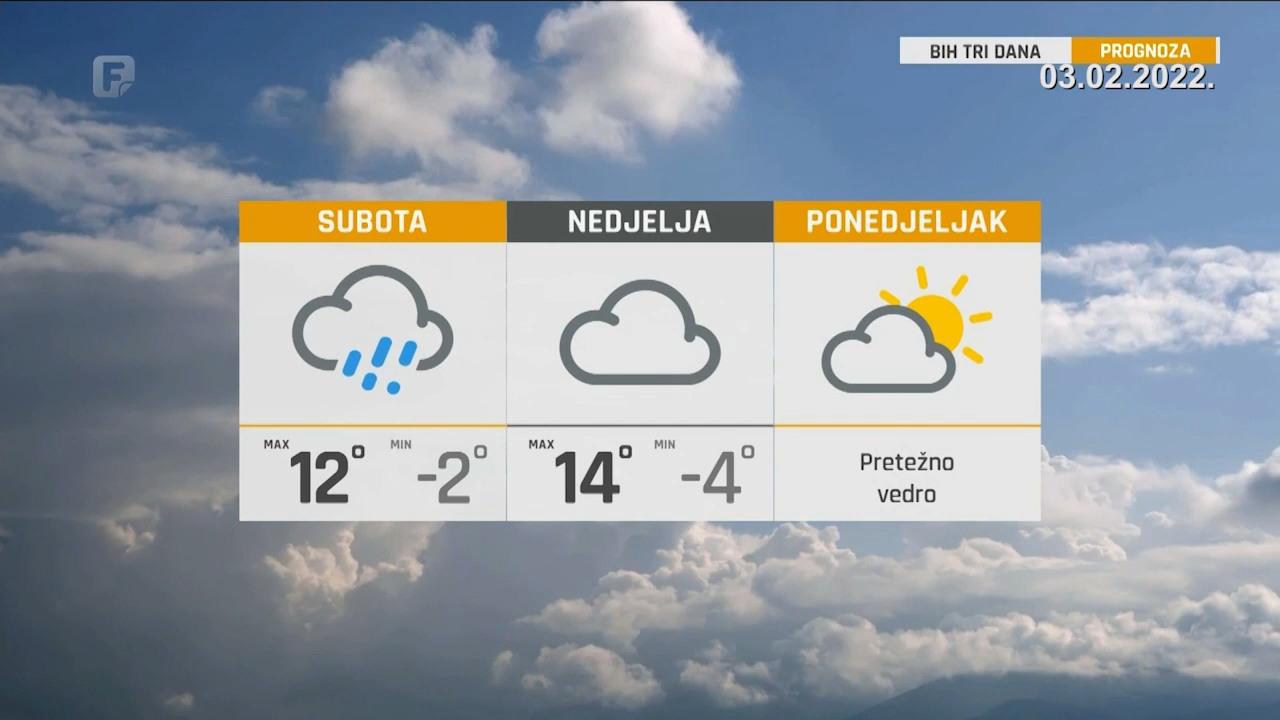 F
BIH TRI DANA PROGNOZA
03.02.2022.
SUBOTA NEDJELJA PONEDJELJAK
MAX 12° MIN -2° MAX 14° MIN -4°
Pretežno
vedro